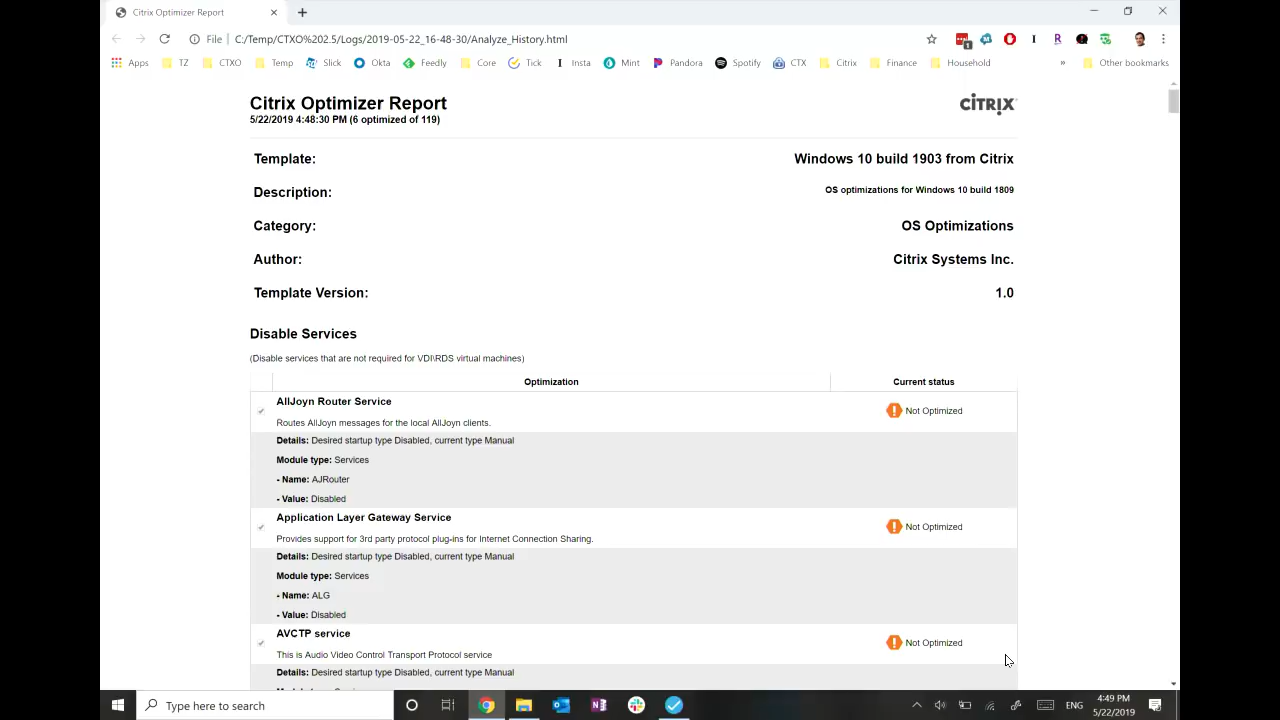 Citrix Optimizer Report
File
C:/Temp/CTXO%202.5/Logs/2019-05-22_16-48-30/Analyze_History.html
1
Apps TZ CTXO Temp Slick Okta Feedly Core Tick Insta Mint Pandora Spotify CTX Citrix Finance Household » Other bookmarks
Citrix Optimizer Report
CİTRIX
5/22/2019 4:48:30 PM (6 optimized of 119)
Template: Windows 10 build 1903 from Citrix
Description: OS optimizations for Windows 10 build 1809
Category: OS Optimizations
Author: Citrix Systems Inc.
Template Version: 1.0
Disable Services
(Disable services that are not required for VDI\RDS virtual machines)
Optimization Current status
AllJoyn Router Service
Not Optimized
Routes AllJoyn messages for the local AllJoyn clients.
Details: Desired startup type Disabled, current type Manual
Module type: Services
- Name: AJRouter
- Value: Disabled
Application Layer Gateway Service
Not Optimized
Provides support for 3rd party protocol plug-ins for Internet Connection Sharing.
Details: Desired startup type Disabled, current type Manual
Module type: Services
- Name: ALG
- Value: Disabled
AVCTP service
Not Optimized
This is Audio Video Control Transport Protocol service
Details: Desired startup type Disabled, current type Manual
Type here to search
ENG
4:49 PM
5/22/2019